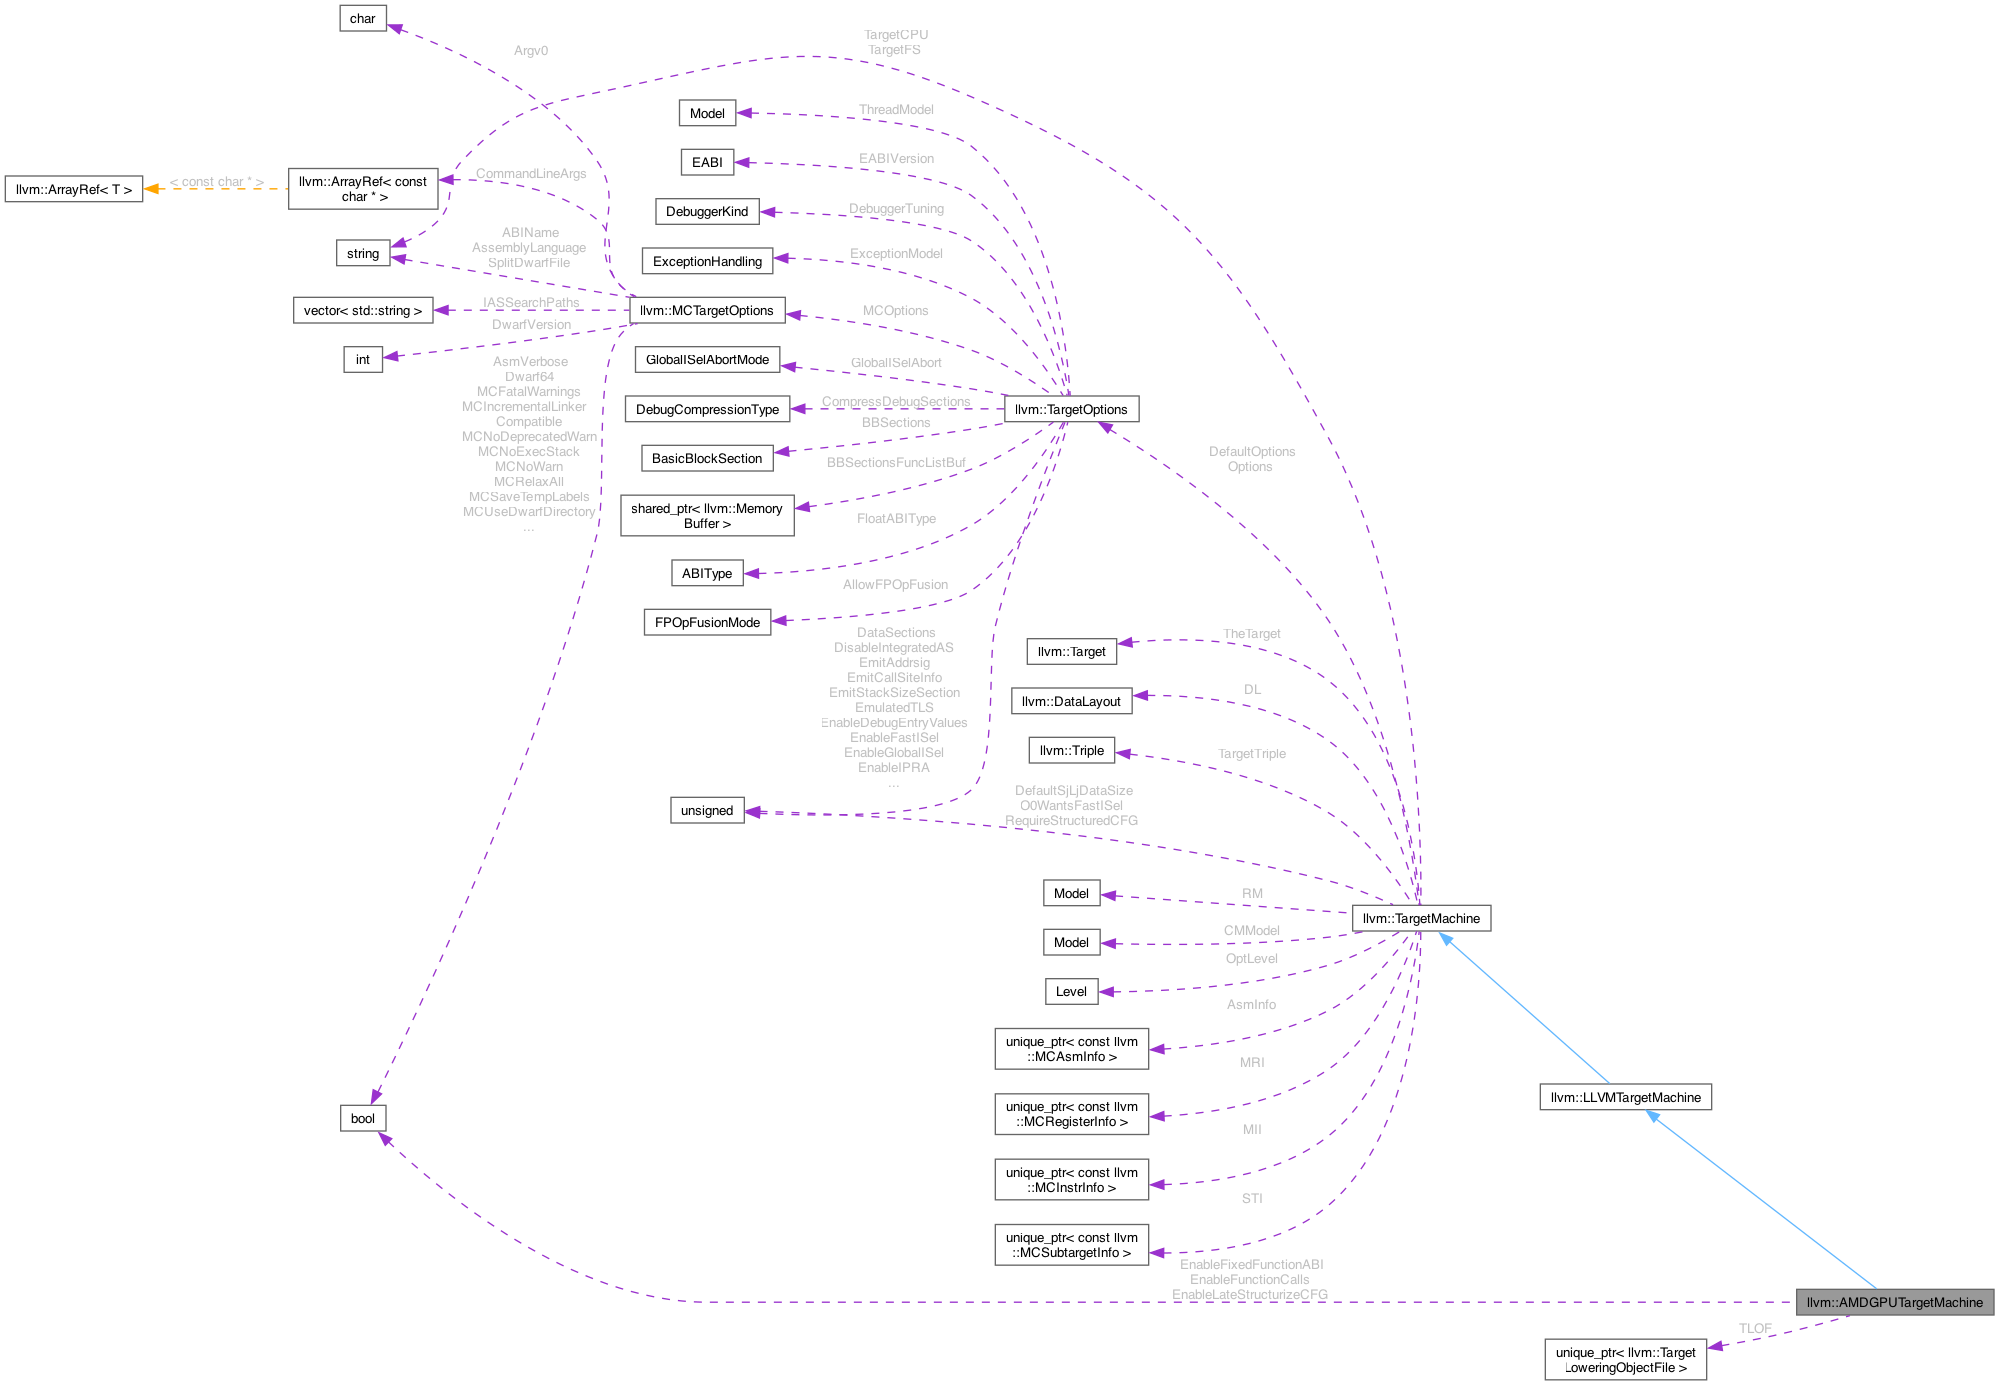 char
Argv0
TargetCPU
TargetFS
Model
ThreadModel
EABI
EABIVersion
llvm::ArrayRef< T >
< const char * >
llvm::ArrayRef< const
char * >
CommandLineArgs
DebuggerKind
DebuggerTuning
string
ABIName
AssemblyLanguage
SplitDwarfFile
ExceptionHandling
ExceptionModel
vector< std::string >
IASSearchPaths
llvm::MCTargetOptions
MCOptions
int
DwarfVersion
GlobalISelAbortMode
GlobalISelAbort
AsmVerbose
Dwarf64
MCFatalWarnings
MCIncrementalLinker
Compatible
MCNoDeprecatedWarn
MCNoExecStack
MCNoWarn
MCRelaxAll
MCSaveTempLabels
MCUseDwarfDirectory
...
DebugCompressionType
CompressDebugSections
llvm::TargetOptions
BasicBlockSection
BBSections
DefaultOptions
Options
shared_ptr< llvm::Memory
Buffer >
BBSectionsFuncListBuf
ABIType
FloatABIType
FPOpFusionMode
AllowFPOpFusion
DataSections
DisableIntegratedAS
EmitAddrsig
EmitCallSiteInfo
EmitStackSizeSection
EmulatedTLS
EnableDebugEntryValues
EnableFastISel
EnableGlobalISel
EnableIPRA
...
llvm::Target
TheTarget
llvm::DataLayout
DL
llvm::Triple
TargetTriple
unsigned
DefaultSjLjDataSize
O0WantsFastISel
RequireStructuredCFG
Model
RM
llvm::TargetMachine
Model
CMModel
Level
OptLevel
unique_ptr< const llvm
::MCAsmInfo >
AsmInfo
unique_ptr< const llvm
::MCRegisterInfo >
MRI
llvm::LLVMTargetMachine
bool
unique_ptr< const llvm
::MCInstrInfo >
MII
unique_ptr< const llvm
::MCSubtargetInfo >
STI
EnableFixedFunctionABI
EnableFunctionCalls
EnableLateStructurizeCFG
llvm::AMDGPUTargetMachine
TLOF
unique_ptr< llvm::Target
LoweringObjectFile >